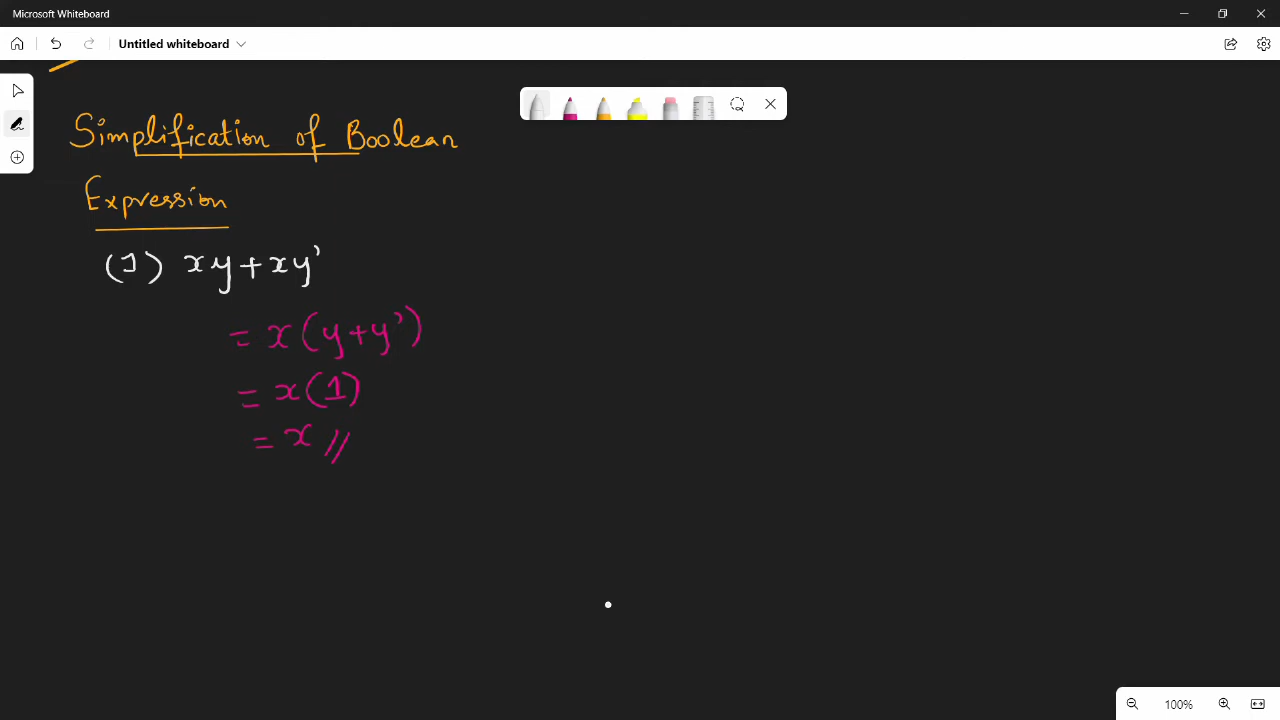 Microsoft Whiteboard
Untitled whiteboard
Simplification of Boolean
Expression
(1) xy+xy'
= x(y+y')
= x(1)
= x //
100%